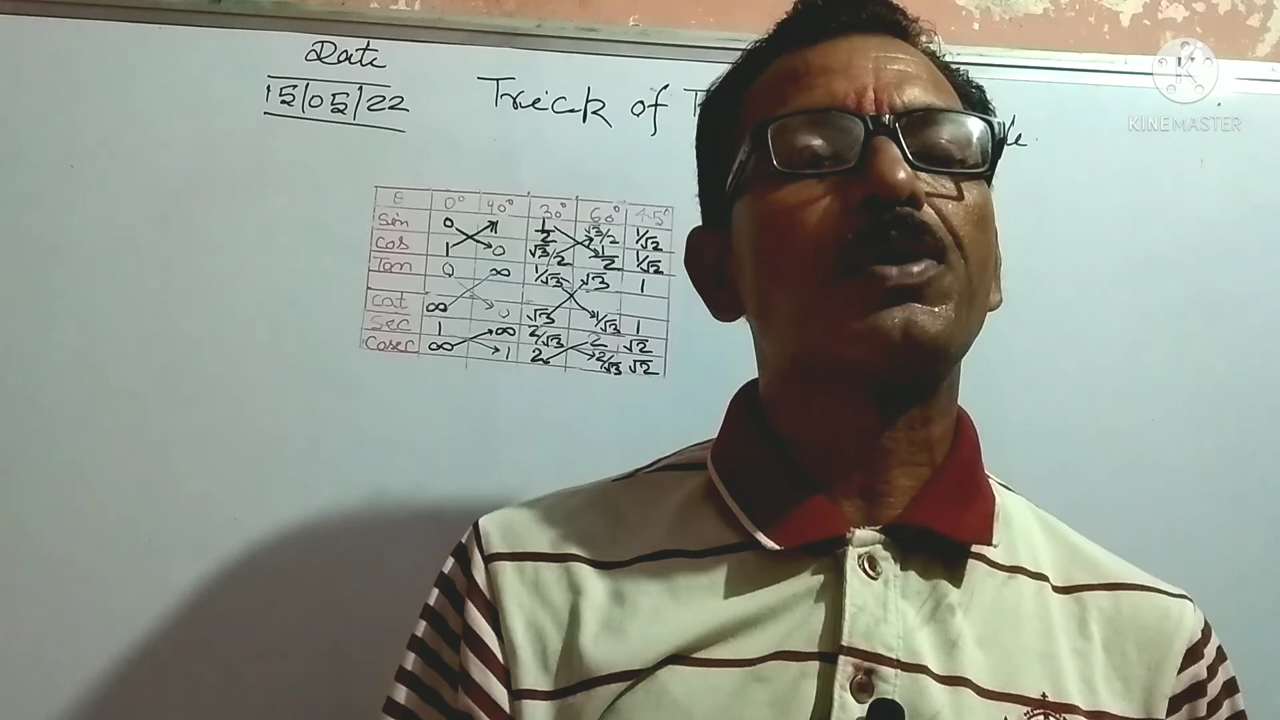 Date
15/05/22
Trick of T
θ 0° 90° 30° 60° 45°
Sin 0 1 1/2 √3/2 1/√2
Cos 1 0 √3/2 1/2 1/√2
Tan 0 ∞ 1/√3 √3 1
Cat ∞ 0 √3 1/√3 1
Sec 1 ∞ 2/√3 2 √2
Cosec ∞ 1 2 2/√3 √2
KINEMASTER